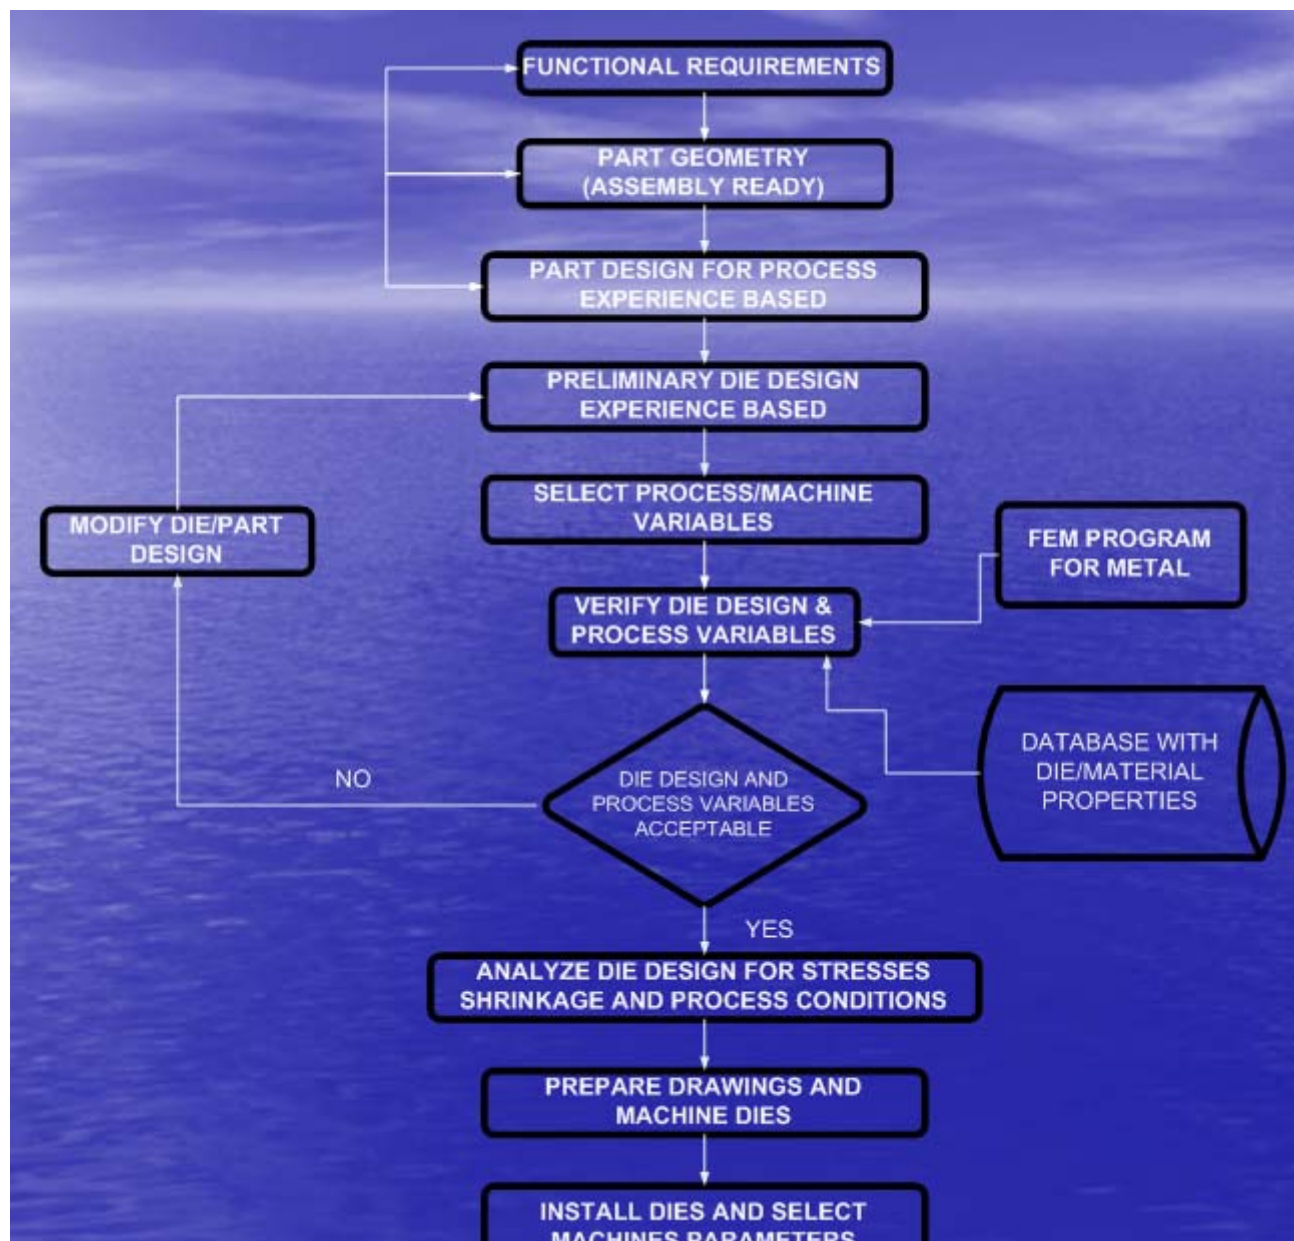 FUNCTIONAL REQUIREMENTS
PART GEOMETRY
(ASSEMBLY READY)
PART DESIGN FOR PROCESS
EXPERIENCE BASED
PRELIMINARY DIE DESIGN
EXPERIENCE BASED
SELECT PROCESS/MACHINE
VARIABLES
MODIFY DIE/PART
DESIGN
FEM PROGRAM
FOR METAL
VERIFY DIE DESIGN &
PROCESS VARIABLES
DATABASE WITH
DIE/MATERIAL
PROPERTIES
NO
DIE DESIGN AND
PROCESS VARIABLES
ACCEPTABLE
YES
ANALYZE DIE DESIGN FOR STRESSES
SHRINKAGE AND PROCESS CONDITIONS
PREPARE DRAWINGS AND
MACHINE DIES
INSTALL DIES AND SELECT
MACHINES PARAMETERS